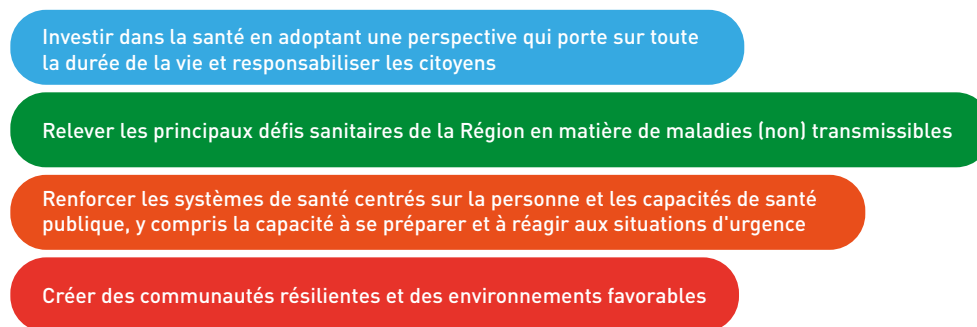 Investir dans la santé en adoptant une perspective qui porte sur toute
la durée de la vie et responsabiliser les citoyens
Relever les principaux défis sanitaires de la Région en matière de maladies (non) transmissibles
Renforcer les systèmes de santé centrés sur la personne et les capacités de santé
publique, y compris la capacité à se préparer et à réagir aux situations d'urgence
Créer des communautés résilientes et des environnements favorables